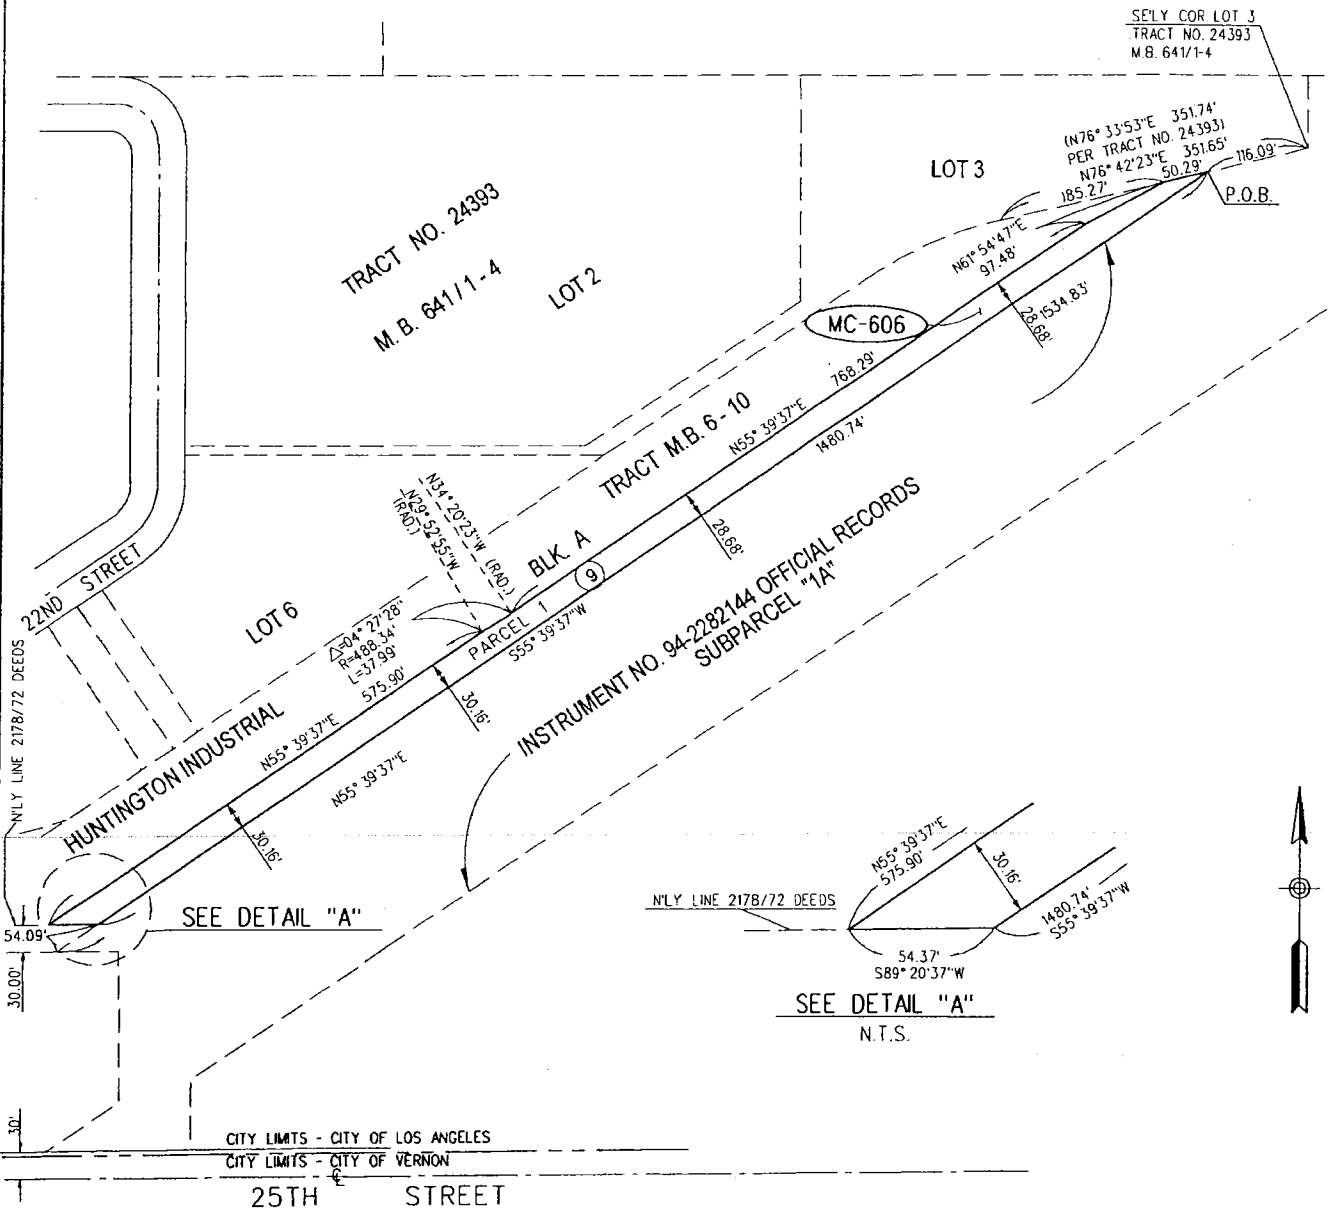 SE'LY COR. LOT 3
TRACT NO. 24393
M.B. 641/1-4
(N76° 33'53"E 351.74'
PER TRACT NO. 24393)
N76° 42'23"E 351.65'
185.27'
50.29'
116.09'
P.O.B.
LOT 3
TRACT NO. 24393
M.B. 641/1-4
LOT 2
N61° 54'47"E
97.48'
MC-606
28.68'
1534.83'
768.29'
N55° 39'37"E
1480.74'
TRACT M.B. 6-10
28.68'
N34° 20'23"W (RAD.)
N29° 52'55"W
(RAD.)
BLK. A
9
PARCEL 1
S55° 39'37"W
22ND STREET
LOT 6
△=04° 27'28"
R=488.34'
L=37.99'
575.90'
30.16'
INSTRUMENT NO. 94-2282144 OFFICIAL RECORDS
SUBPARCEL "1A"
N'LY LINE 2178/72 DEEDS
HUNTINGTON INDUSTRIAL
N55° 39'37"E
N55° 39'37"E
30.16'
SEE DETAIL "A"
54.09'
30.00'
N55° 39'37"E
575.90'
30.16'
N'LY LINE 2178/72 DEEDS
1480.74'
S55° 39'37"W
54.37'
S89° 20'37"W
SEE DETAIL "A"
N.T.S.
30'
CITY LIMITS - CITY OF LOS ANGELES
CITY LIMITS - CITY OF VERNON
℄
25TH STREET